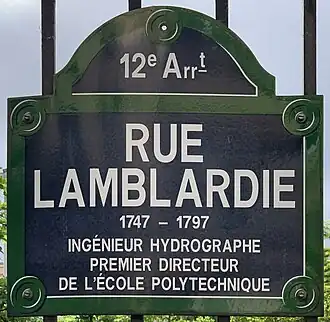 12e Arrt
RUE
LAMBLARDIE
1747 – 1797
INGÉNIEUR HYDROGRAPHE
PREMIER DIRECTEUR
DE L'ÉCOLE POLYTECHNIQUE